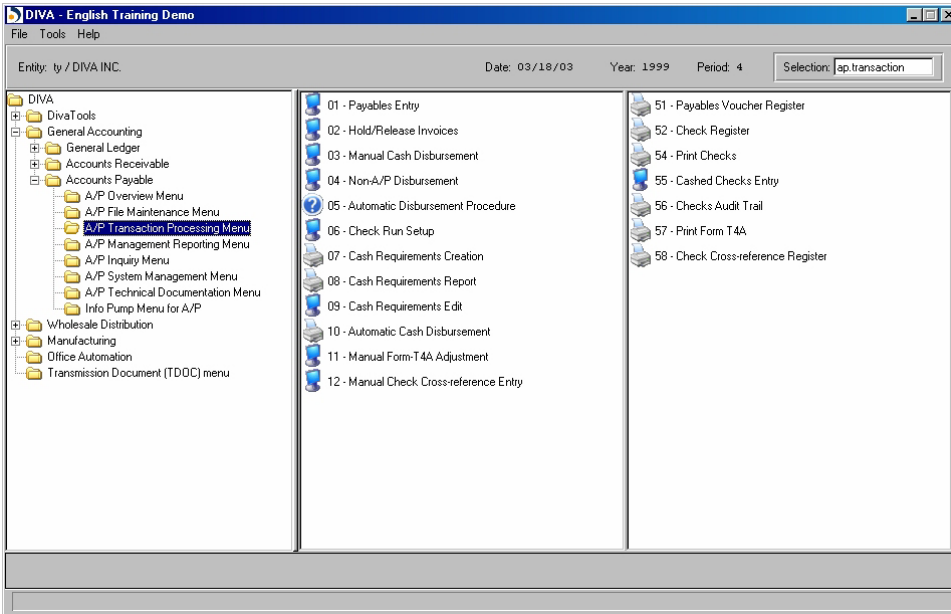 DIVA - English Training Demo
File Tools Help
Entity: ty / DIVA INC. Date: 03/18/03 Year: 1999 Period: 4 Selection: ap.transaction
DIVA
DivaTools
General Accounting
General Ledger
Accounts Receivable
Accounts Payable
A/P Overview Menu
A/P File Maintenance Menu
A/P Transaction Processing Menu
A/P Management Reporting Menu
A/P Inquiry Menu
A/P System Management Menu
A/P Technical Documentation Menu
Info Pump Menu for A/P
Wholesale Distribution
Manufacturing
Office Automation
Transmission Document (TDOC) menu
01 - Payables Entry
02 - Hold/Release Invoices
03 - Manual Cash Disbursement
04 - Non-A/P Disbursement
05 - Automatic Disbursement Procedure
06 - Check Run Setup
07 - Cash Requirements Creation
08 - Cash Requirements Report
09 - Cash Requirements Edit
10 - Automatic Cash Disbursement
11 - Manual Form-T4A Adjustment
12 - Manual Check Cross-reference Entry
51 - Payables Voucher Register
52 - Check Register
54 - Print Checks
55 - Cashed Checks Entry
56 - Checks Audit Trail
57 - Print Form T4A
58 - Check Cross-reference Register